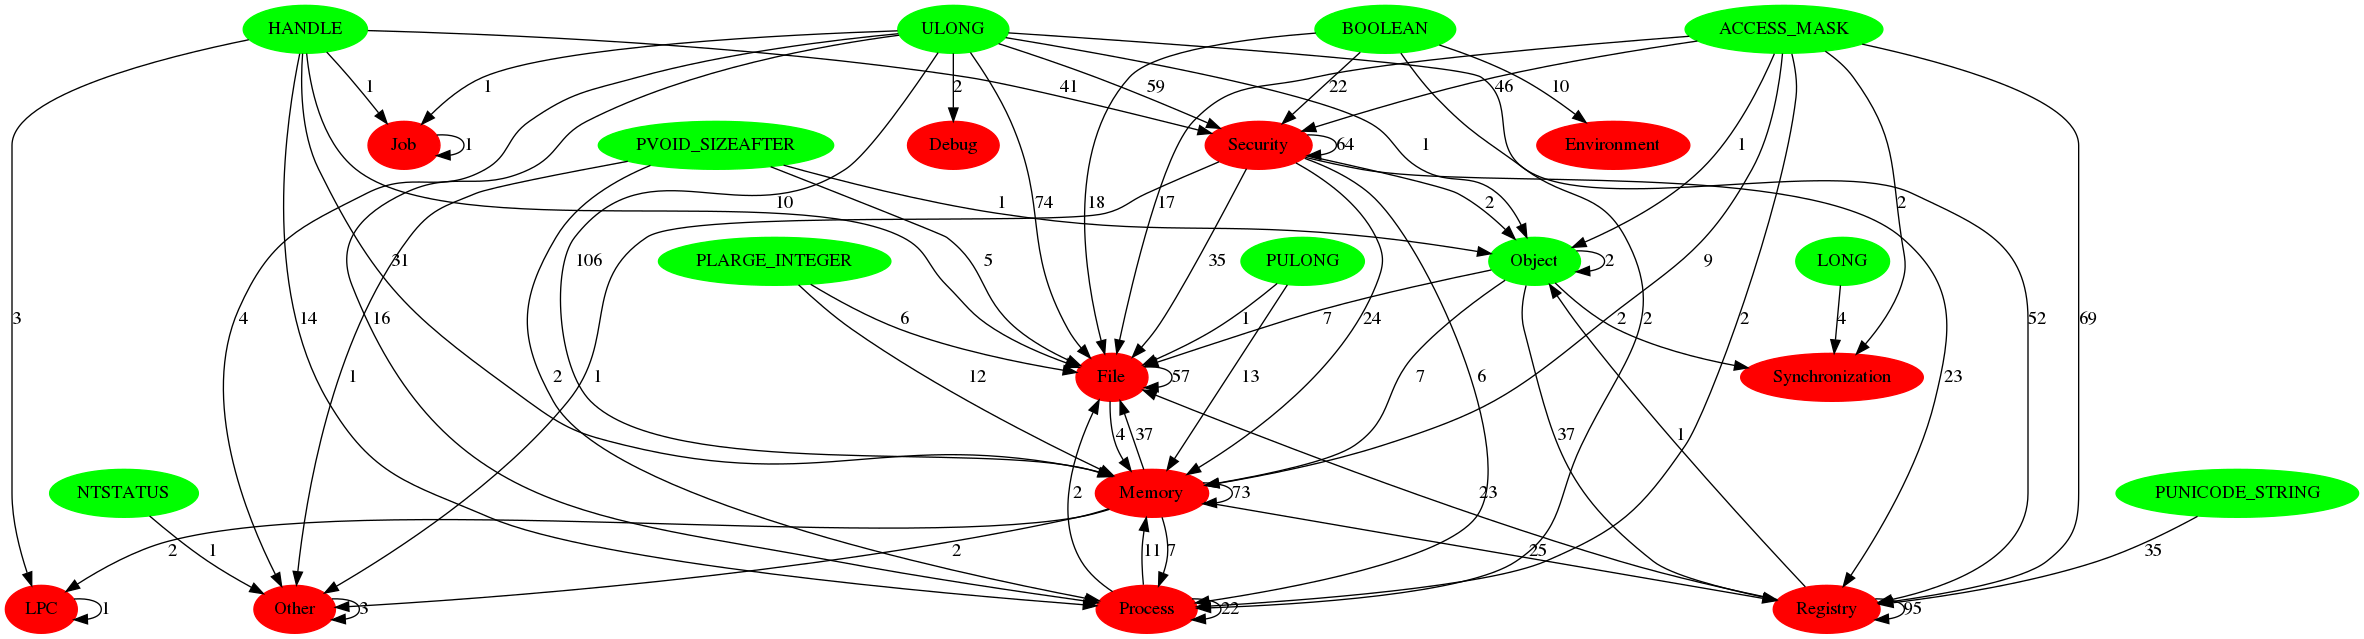 HANDLE ULONG BOOLEAN ACCESS_MASK
1 1 2 41 59 22 46 10
Job 1 PVOID_SIZEAFTER Debug Security 64 Environment
10 1 74 18 17 2 1 1 2
3 4 31 106 PLARGE_INTEGER 5 35 PULONG Object 2 9 LONG
14 16 6 1 7 24 2 2 2 4 52 69
1 2 1 12 File 57 13 7 6 Synchronization 23
4 37 37 1
NTSTATUS 2 Memory 73 23 PUNICODE_STRING
2 1 2 11 7 25 35
LPC 1 Other 3 Process 22 Registry 95